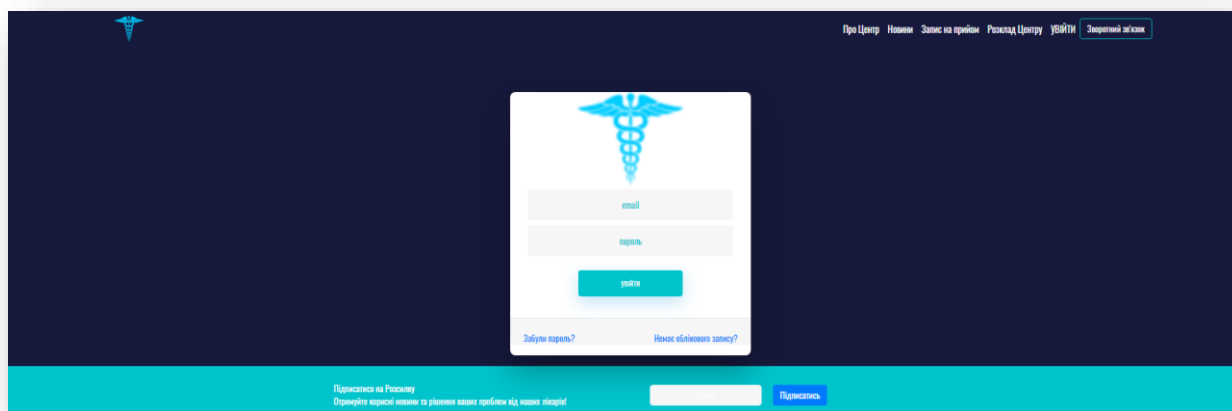 Про Центр Новини Запис на прийом Розклад Центру УВІЙТИ Зворотний зв'язок
email
пароль
увійти
Забули пароль? Немає облікового запису?
Підписатися на Розсилку
Отримуйте корисні новини та рішення ваших проблем від наших лікарів!
Підписатись